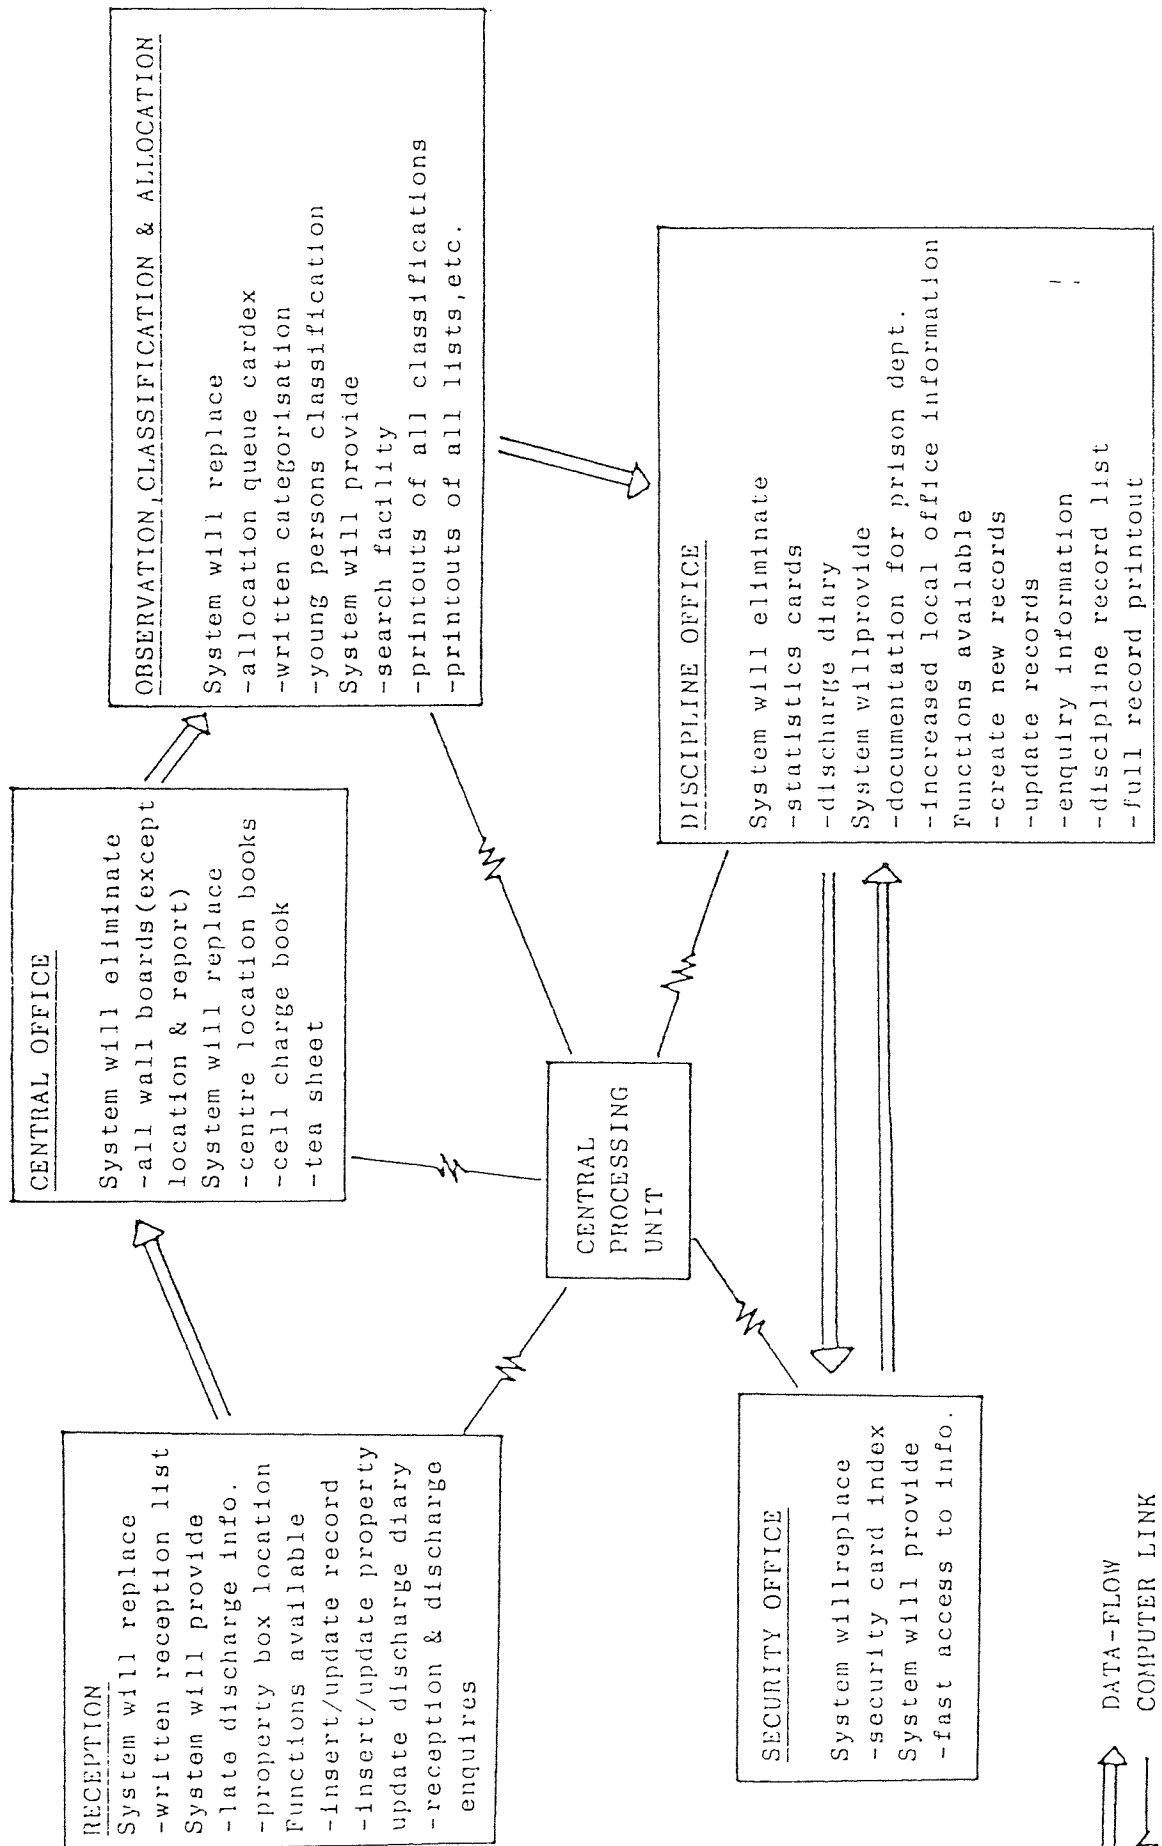 RECEPTION
System will replace
-written reception list
System will provide
-late discharge info.
-property box location
Functions available
-insert/update record
-insert/update property
update discharge diary
-reception & discharge
enquires
CENTRAL OFFICE
System will eliminate
-all wall boards(except
location & report)
System will replace
-centre location books
-cell charge book
-tea sheet
OBSERVATION,CLASSIFICATION & ALLOCATION
System will replace
-allocation queue cardex
-written categorisation
-young persons classification
System will provide
-search facility
-printouts of all classifications
-printouts of all lists,etc.
CENTRAL
PROCESSING
UNIT
SECURITY OFFICE
System willreplace
-security card index
System will provide
-fast access to info.
DISCIPLINE OFFICE
System will eliminate
-statistics cards
-discharge diary
System willprovide
-documentation for prison dept.
-increased local office information
Functions available
-create new records
-update records
-enquiry information
-discipline record list
-full record printout
DATA-FLOW
COMPUTER LINK